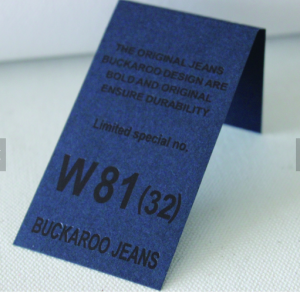 THE ORIGINAL JEANS
BUCKAROO DESIGN ARE
BOLD AND ORIGINAL
ENSURE DURABILITY.
Limited special no.
W81(32)
BUCKAROO JEANS